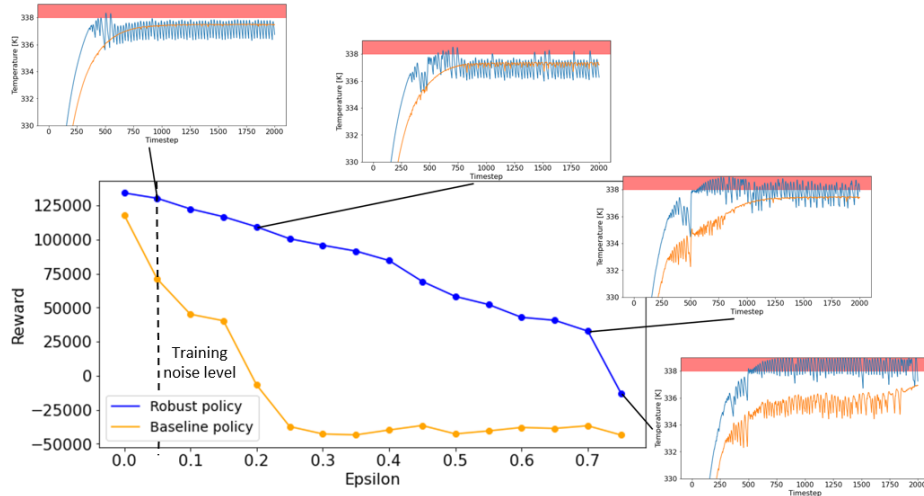 338
336
334
332
330
Temperature [K]
0 250 500 750 1000 1250 1500 1750 2000
Timestep
338
336
334
332
330
Temperature [K]
0 250 500 750 1000 1250 1500 1750 2000
Timestep
338
336
334
332
330
Temperature [K]
0 250 500 750 1000 1250 1500 1750 2000
Timestep
338
336
334
332
330
Temperature [K]
0 250 500 750 1000 1250 1500 1750 2000
Timestep
125000
100000
75000
50000
25000
0
−25000
−50000
Reward
Training
noise level
Robust policy
Baseline policy
0.0 0.1 0.2 0.3 0.4 0.5 0.6 0.7
Epsilon